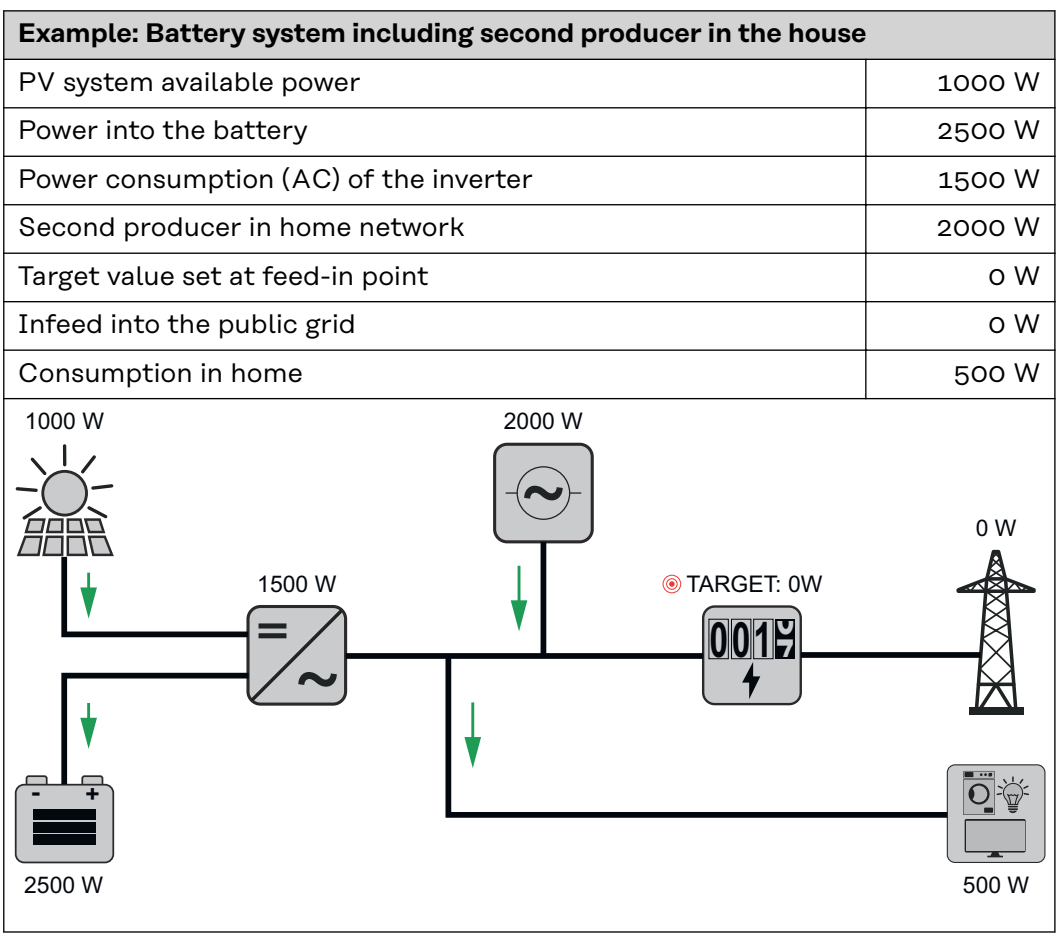 Example: Battery system including second producer in the house
PV system available power 1000 W
Power into the battery 2500 W
Power consumption (AC) of the inverter 1500 W
Second producer in home network 2000 W
Target value set at feed-in point 0 W
Infeed into the public grid 0 W
Consumption in home 500 W
1000 W 2000 W
0 W
1500 W TARGET: 0W
001
7
- +
2500 W 500 W